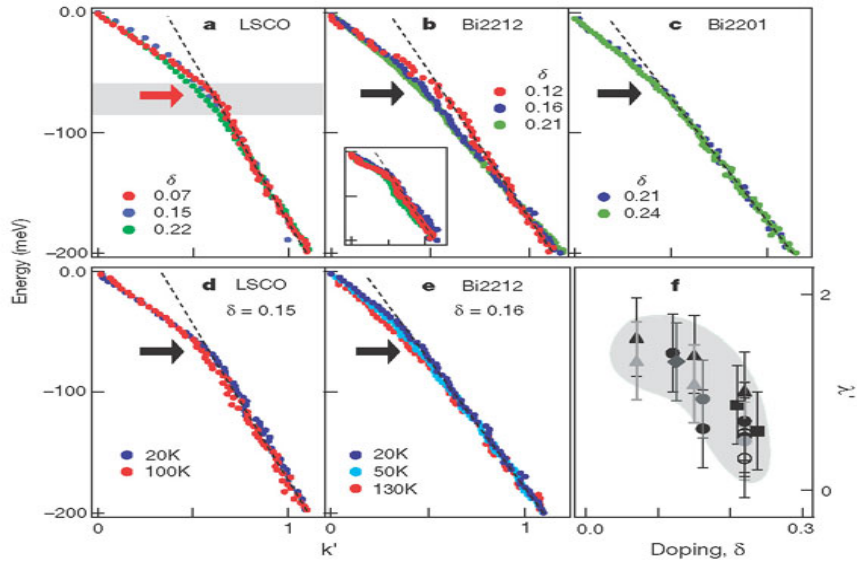 0.0
a LSCO
b Bi2212
c Bi2201
δ
0.12
0.16
0.21
-100
δ
0.07
0.15
0.22
δ
0.21
0.24
-200
Energy (meV)
0.0
d LSCO
δ = 0.15
e Bi2212
δ = 0.16
f
2
λ'
-100
20K
100K
20K
50K
130K
0
-200
0
1
0
1
0.0
0.3
k'
Doping, δ